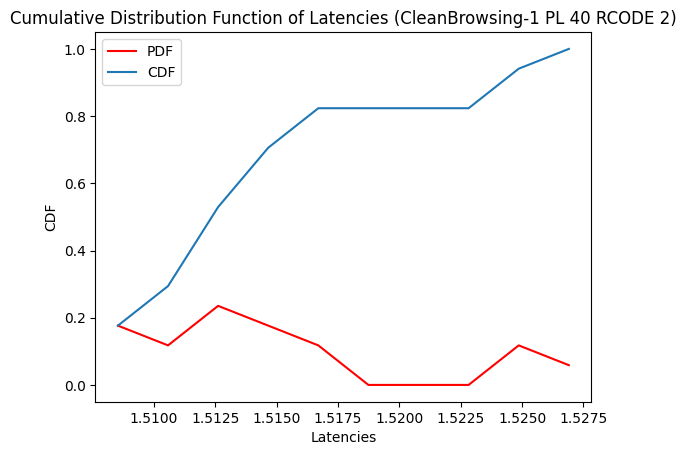 Cumulative Distribution Function of Latencies (CleanBrowsing-1 PL 40 RCODE 2)
PDF
CDF
1.0
0.8
0.6
0.4
0.2
0.0
CDF
1.5100 1.5125 1.5150 1.5175 1.5200 1.5225 1.5250 1.5275
Latencies